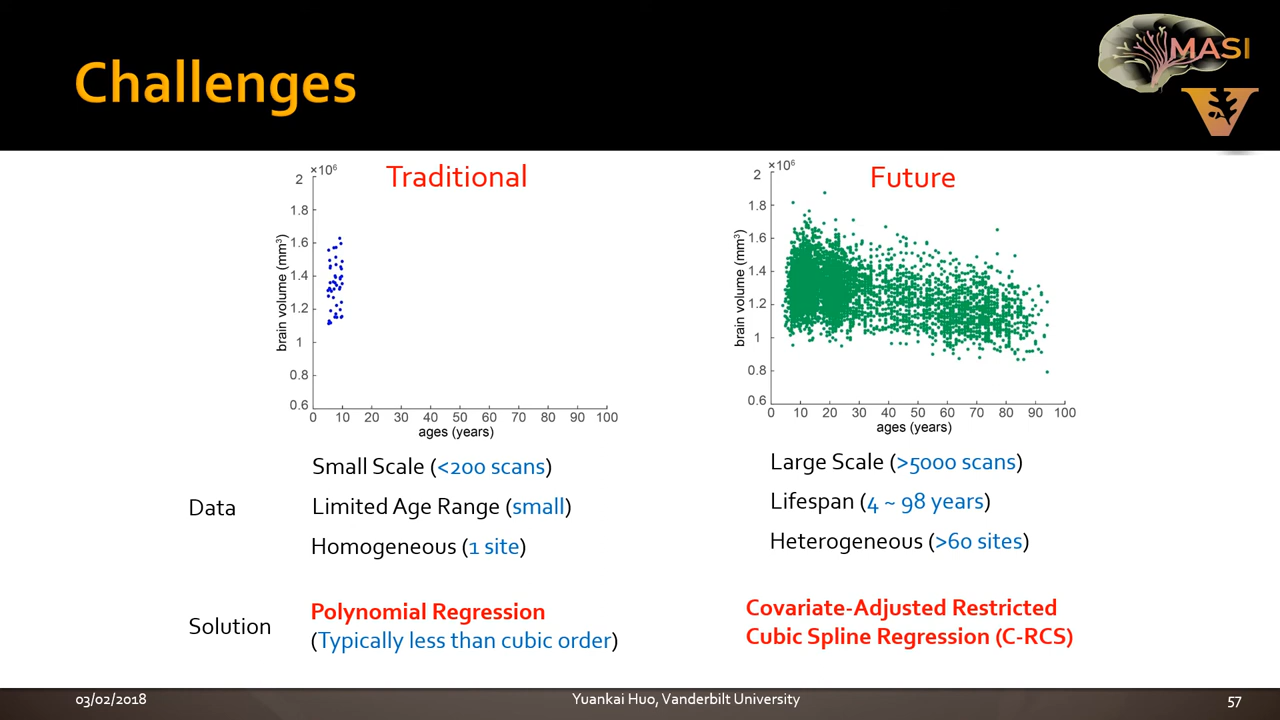 Challenges
MASI
V
Traditional
×10⁶
2
1.8
1.6
1.4
1.2
1
0.8
0.6
brain volume (mm³)
0 10 20 30 40 50 60 70 80 90 100
ages (years)
Future
×10⁶
2
1.8
1.6
1.4
1.2
1
0.8
0.6
brain volume (mm³)
0 10 20 30 40 50 60 70 80 90 100
ages (years)
Data
Small Scale (<200 scans)
Limited Age Range (small)
Homogeneous (1 site)
Large Scale (>5000 scans)
Lifespan (4 ~ 98 years)
Heterogeneous (>60 sites)
Solution
Polynomial Regression
(Typically less than cubic order)
Covariate-Adjusted Restricted
Cubic Spline Regression (C-RCS)
03/02/2018
Yuankai Huo, Vanderbilt University
57